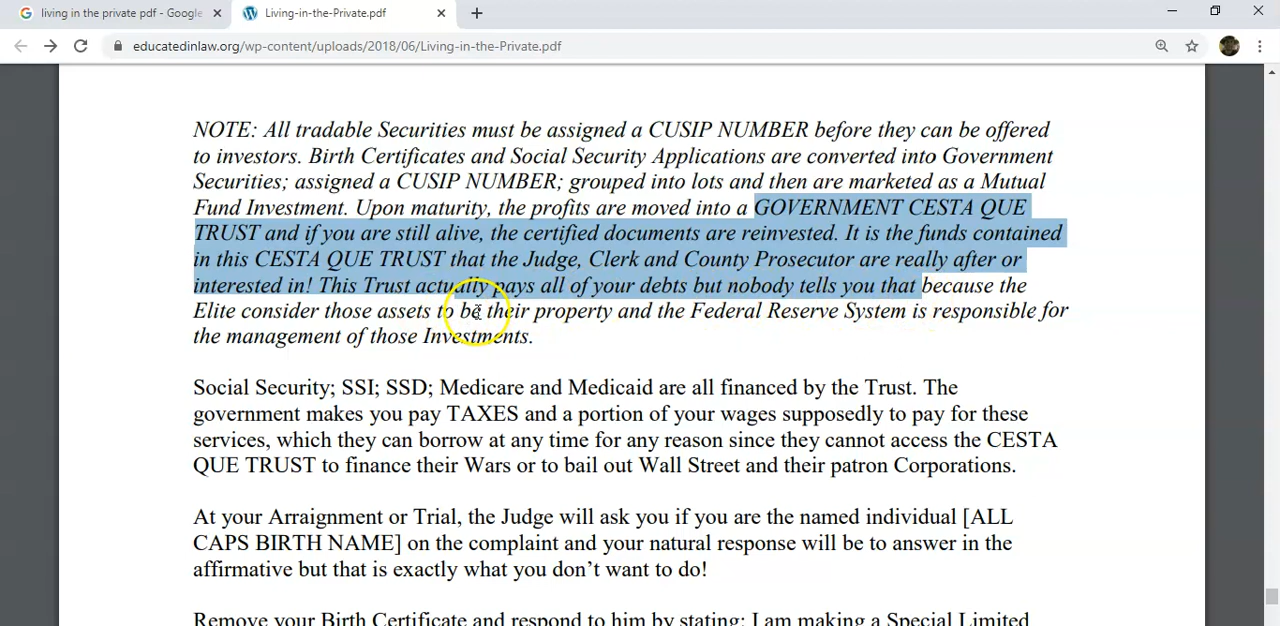 living in the private pdf - Google
Living-in-the-Private.pdf
educatedinlaw.org/wp-content/uploads/2018/06/Living-in-the-Private.pdf
NOTE: All tradable Securities must be assigned a CUSIP NUMBER before they can be offered
to investors. Birth Certificates and Social Security Applications are converted into Government
Securities; assigned a CUSIP NUMBER; grouped into lots and then are marketed as a Mutual
Fund Investment. Upon maturity, the profits are moved into a GOVERNMENT CESTA QUE
TRUST and if you are still alive, the certified documents are reinvested. It is the funds contained
in this CESTA QUE TRUST that the Judge, Clerk and County Prosecutor are really after or
interested in! This Trust actually pays all of your debts but nobody tells you that because the
Elite consider those assets to be their property and the Federal Reserve System is responsible for
the management of those Investments.
Social Security; SSI; SSD; Medicare and Medicaid are all financed by the Trust. The
government makes you pay TAXES and a portion of your wages supposedly to pay for these
services, which they can borrow at any time for any reason since they cannot access the CESTA
QUE TRUST to finance their Wars or to bail out Wall Street and their patron Corporations.
At your Arraignment or Trial, the Judge will ask you if you are the named individual [ALL
CAPS BIRTH NAME] on the complaint and your natural response will be to answer in the
affirmative but that is exactly what you don't want to do!
Remove your Birth Certificate and respond to him by stating: I am making a Special Limited